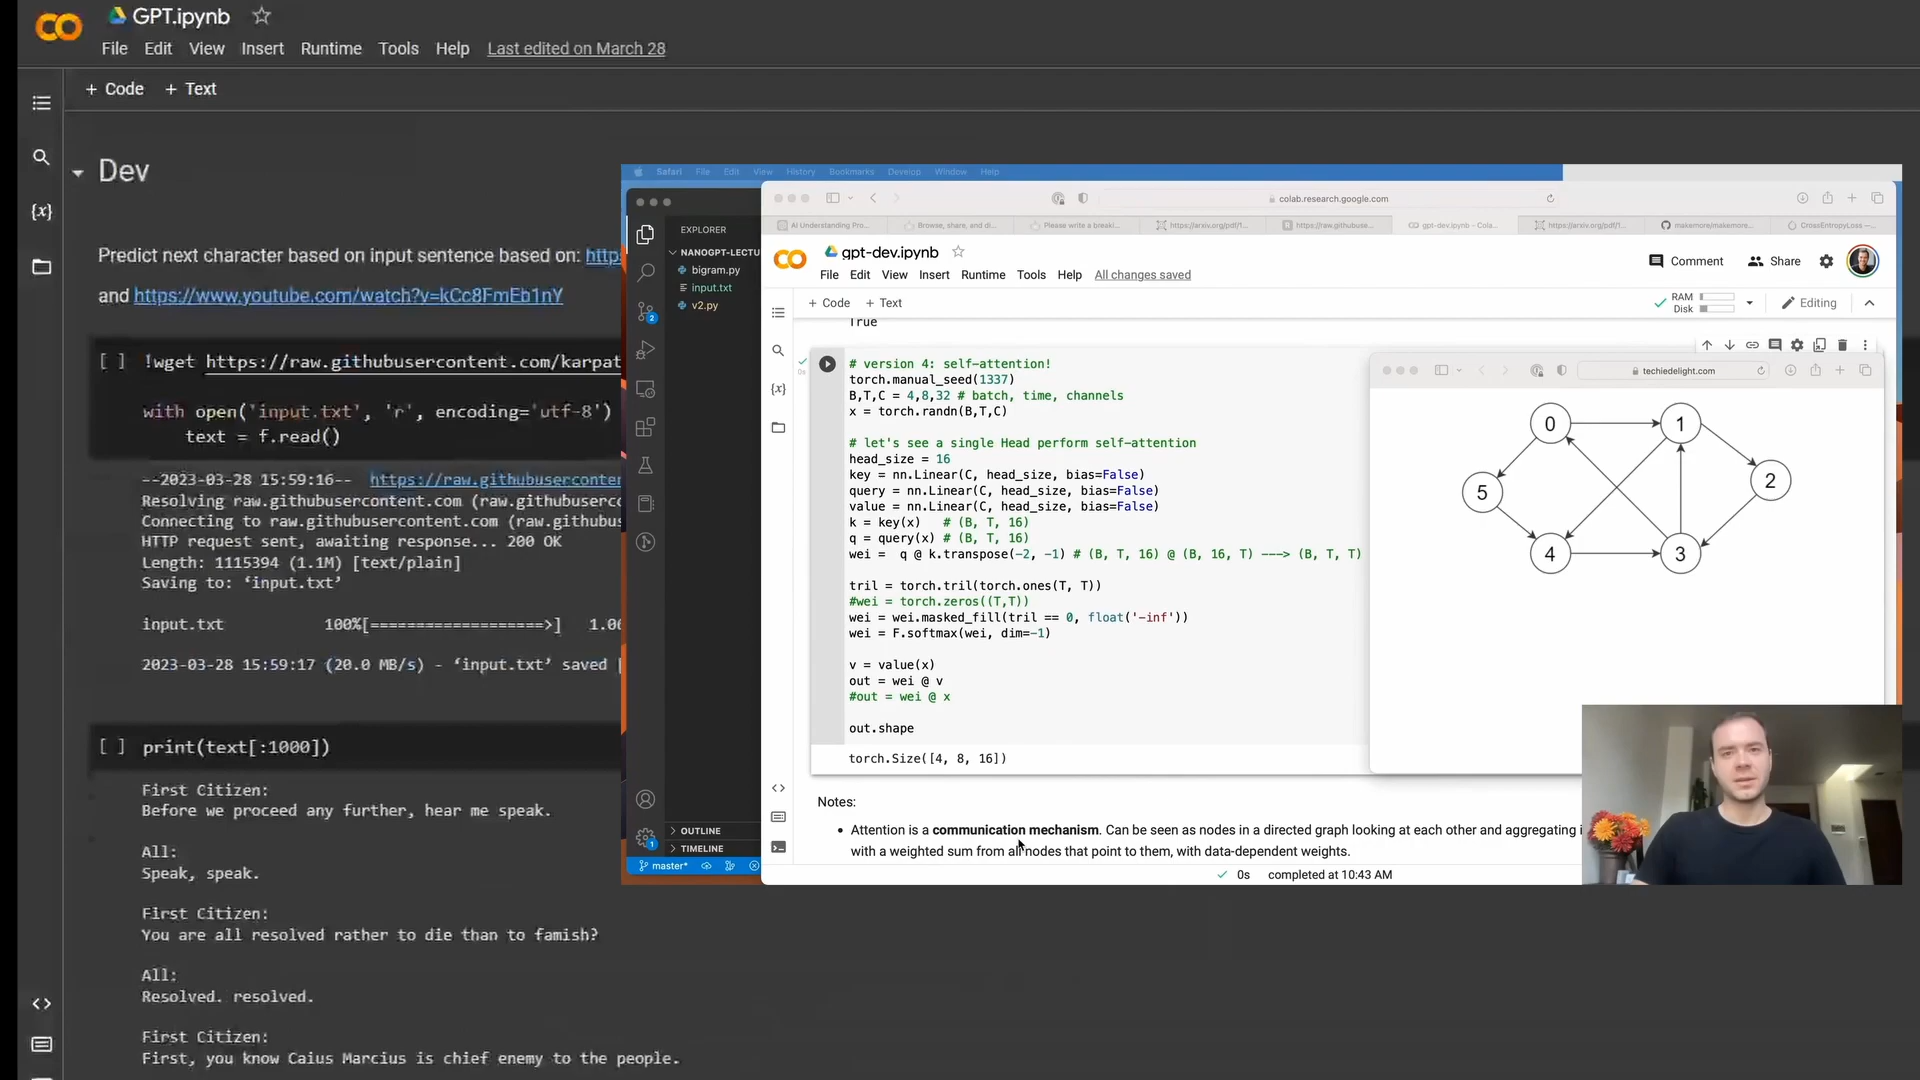 GPT.ipynb
File Edit View Insert Runtime Tools Help Last edited on March 28
+ Code + Text
Dev
Predict next character based on input sentence based on: http
and https://www.youtube.com/watch?v=kCc8FmEb1nY
[ ] !wget https://raw.githubusercontent.com/karpat
with open('input.txt', 'r', encoding='utf-8')
text = f.read()
--2023-03-28 15:59:16-- https://raw.githubusercontent
Resolving raw.githubusercontent.com (raw.githubuserc
Connecting to raw.githubusercontent.com (raw.githubus
HTTP request sent, awaiting response... 200 OK
Length: 1115394 (1.1M) [text/plain]
Saving to: ‘input.txt’
input.txt 100%[===================>] 1.06
2023-03-28 15:59:17 (20.0 MB/s) - ‘input.txt’ saved [
[ ] print(text[:1000])
First Citizen:
Before we proceed any further, hear me speak.
All:
Speak, speak.
First Citizen:
You are all resolved rather to die than to famish?
All:
Resolved. resolved.
First Citizen:
First, you know Caius Marcius is chief enemy to the people.
Safari File Edit View History Bookmarks Develop Window Help
EXPLORER
NANOGPT-LECTU
bigram.py
input.txt
v2.py
2
1
OUTLINE
TIMELINE
master*
colab.research.google.com
AI Understanding Pro...
Browse, share, and di...
Please write a breaki...
https://arxiv.org/pdf/1...
https://raw.githubuse...
gpt-dev.ipynb - Cola...
https://arxiv.org/pdf/1...
makemore/makemore...
CrossEntropyLoss —...
gpt-dev.ipynb
File Edit View Insert Runtime Tools Help All changes saved
Comment Share
+ Code + Text
RAM
Disk
Editing
True
0s
# version 4: self-attention!
torch.manual_seed(1337)
B,T,C = 4,8,32 # batch, time, channels
x = torch.randn(B,T,C)
# let's see a single Head perform self-attention
head_size = 16
key = nn.Linear(C, head_size, bias=False)
query = nn.Linear(C, head_size, bias=False)
value = nn.Linear(C, head_size, bias=False)
k = key(x) # (B, T, 16)
q = query(x) # (B, T, 16)
wei = q @ k.transpose(-2, -1) # (B, T, 16) @ (B, 16, T) ---> (B, T, T)
tril = torch.tril(torch.ones(T, T))
#wei = torch.zeros((T,T))
wei = wei.masked_fill(tril == 0, float('-inf'))
wei = F.softmax(wei, dim=-1)
v = value(x)
out = wei @ v
#out = wei @ x
out.shape
torch.Size([4, 8, 16])
techiedelight.com
0 1
2
5
4 3
Notes:
• Attention is a communication mechanism. Can be seen as nodes in a directed graph looking at each other and aggregating i
with a weighted sum from all nodes that point to them, with data-dependent weights.
0s completed at 10:43 AM